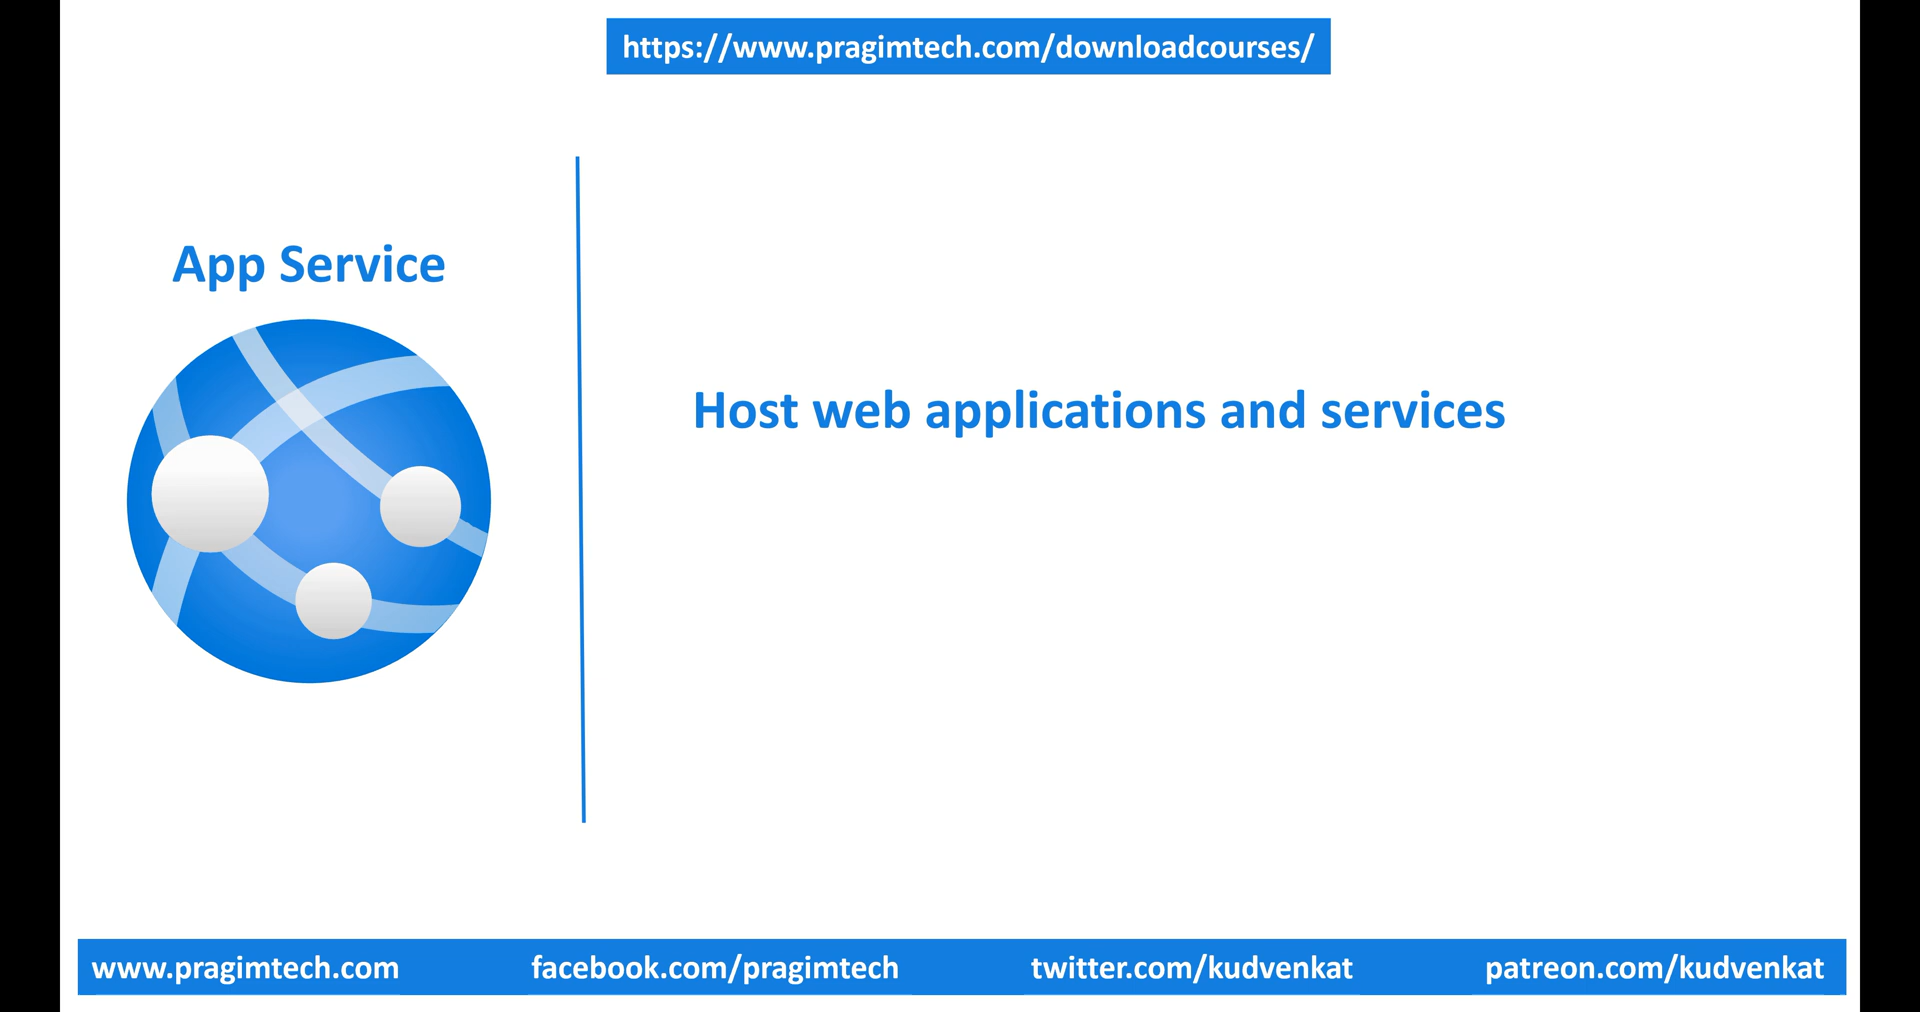 https://www.pragimtech.com/downloadcourses/
App Service
Host web applications and services
www.pragimtech.com facebook.com/pragimtech twitter.com/kudvenkat patreon.com/kudvenkat